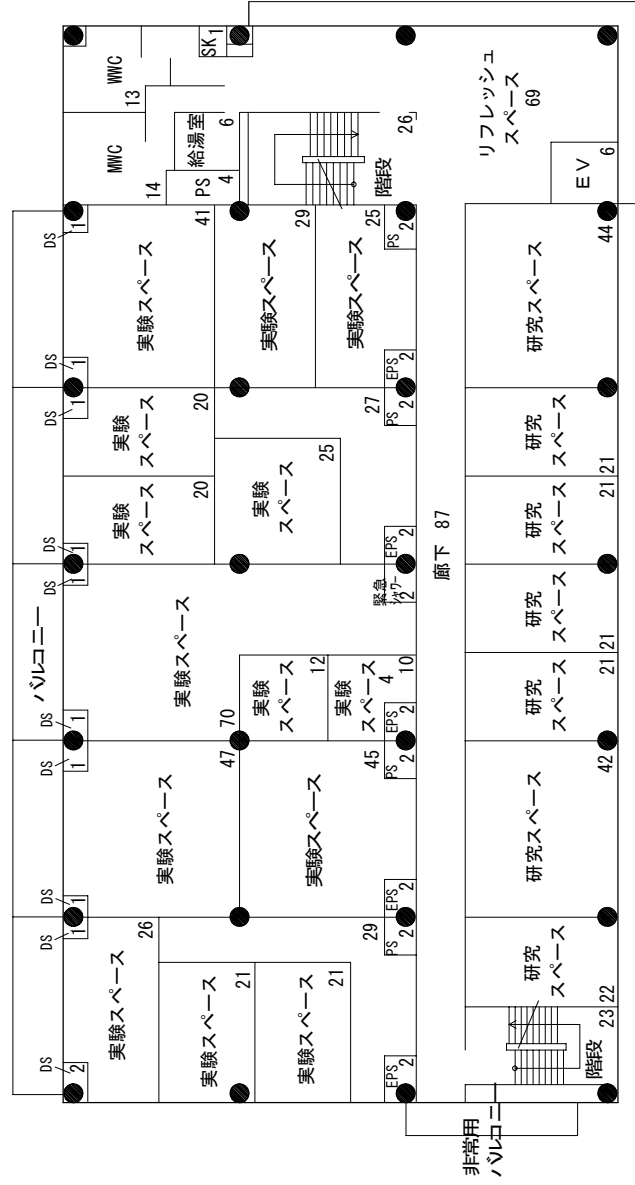 バルコニー
DS
2
DS
1
DS
1
DS
1
DS
1
DS
1
DS
1
DS
1
DS
1
DS
1
実験スペース
26
実験スペース
21
実験スペース
21
29
EPS
2
PS
2
実験スペース
47
実験スペース
45
EPS
2
PS
2
実験スペース
70
実験
スペース
12
実験
スペース
4
10
EPS
2
緊急
シャワー
2
実験
スペース
20
実験
スペース
20
実験
スペース
25
27
EPS
2
PS
2
実験スペース
41
実験スペース
29
実験スペース
25
EPS
2
PS
2
MWC
14
WWC
13
SK
1
給湯室
6
PS
4
階段
26
廊下 87
非常用
バルコニー
階段
23
研究
スペース
22
研究スペース
42
研究
スペース
21
研究
スペース
21
研究
スペース
21
研究
スペース
21
研究スペース
44
EV
6
リフレッシュ
スペース
69